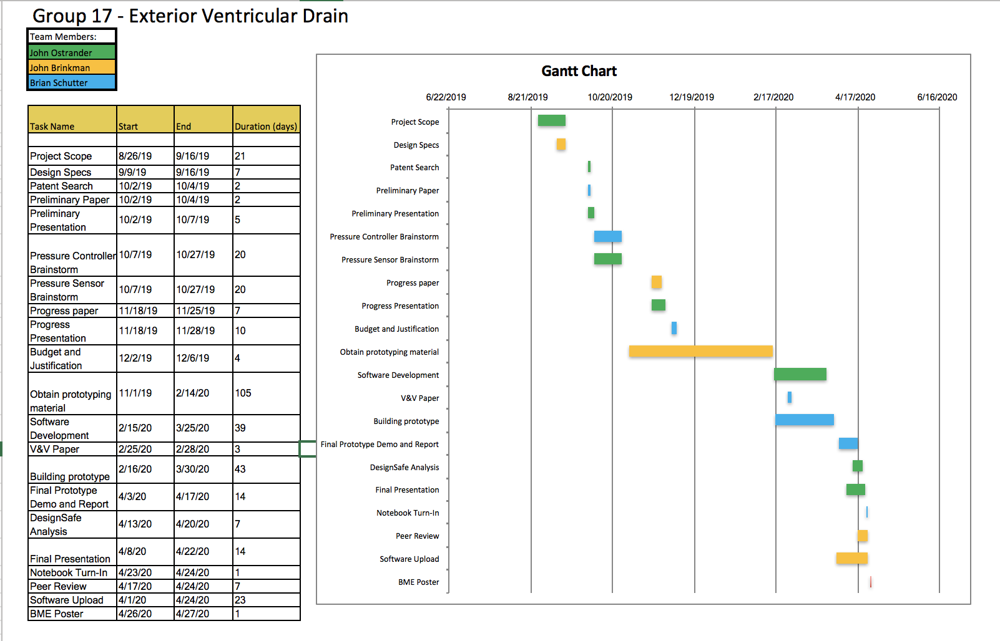 Group 17 - Exterior Ventricular Drain
Team Members:
John Ostrander
John Brinkman
Brian Schutter
Task Name Start End Duration (days)
Project Scope 8/26/19 9/16/19 21
Design Specs 9/9/19 9/16/19 7
Patent Search 10/2/19 10/4/19 2
Preliminary Paper 10/2/19 10/4/19 2
Preliminary
Presentation 10/2/19 10/7/19 5
Pressure Controller
Brainstorm 10/7/19 10/27/19 20
Pressure Sensor
Brainstorm 10/7/19 10/27/19 20
Progress paper 11/18/19 11/25/19 7
Progress
Presentation 11/18/19 11/28/19 10
Budget and
Justification 12/2/19 12/6/19 4
Obtain prototyping
material 11/1/19 2/14/20 105
Software
Development 2/15/20 3/25/20 39
V&V Paper 2/25/20 2/28/20 3
Building prototype 2/16/20 3/30/20 43
Final Prototype
Demo and Report 4/3/20 4/17/20 14
DesignSafe
Analysis 4/13/20 4/20/20 7
Final Presentation 4/8/20 4/22/20 14
Notebook Turn-In 4/23/20 4/24/20 1
Peer Review 4/17/20 4/24/20 7
Software Upload 4/1/20 4/24/20 23
BME Poster 4/26/20 4/27/20 1
Gantt Chart
6/22/2019 8/21/2019 10/20/2019 12/19/2019 2/17/2020 4/17/2020 6/16/2020
Project Scope
Design Specs
Patent Search
Preliminary Paper
Preliminary Presentation
Pressure Controller Brainstorm
Pressure Sensor Brainstorm
Progress paper
Progress Presentation
Budget and Justification
Obtain prototyping material
Software Development
V&V Paper
Building prototype
Final Prototype Demo and Report
DesignSafe Analysis
Final Presentation
Notebook Turn-In
Peer Review
Software Upload
BME Poster